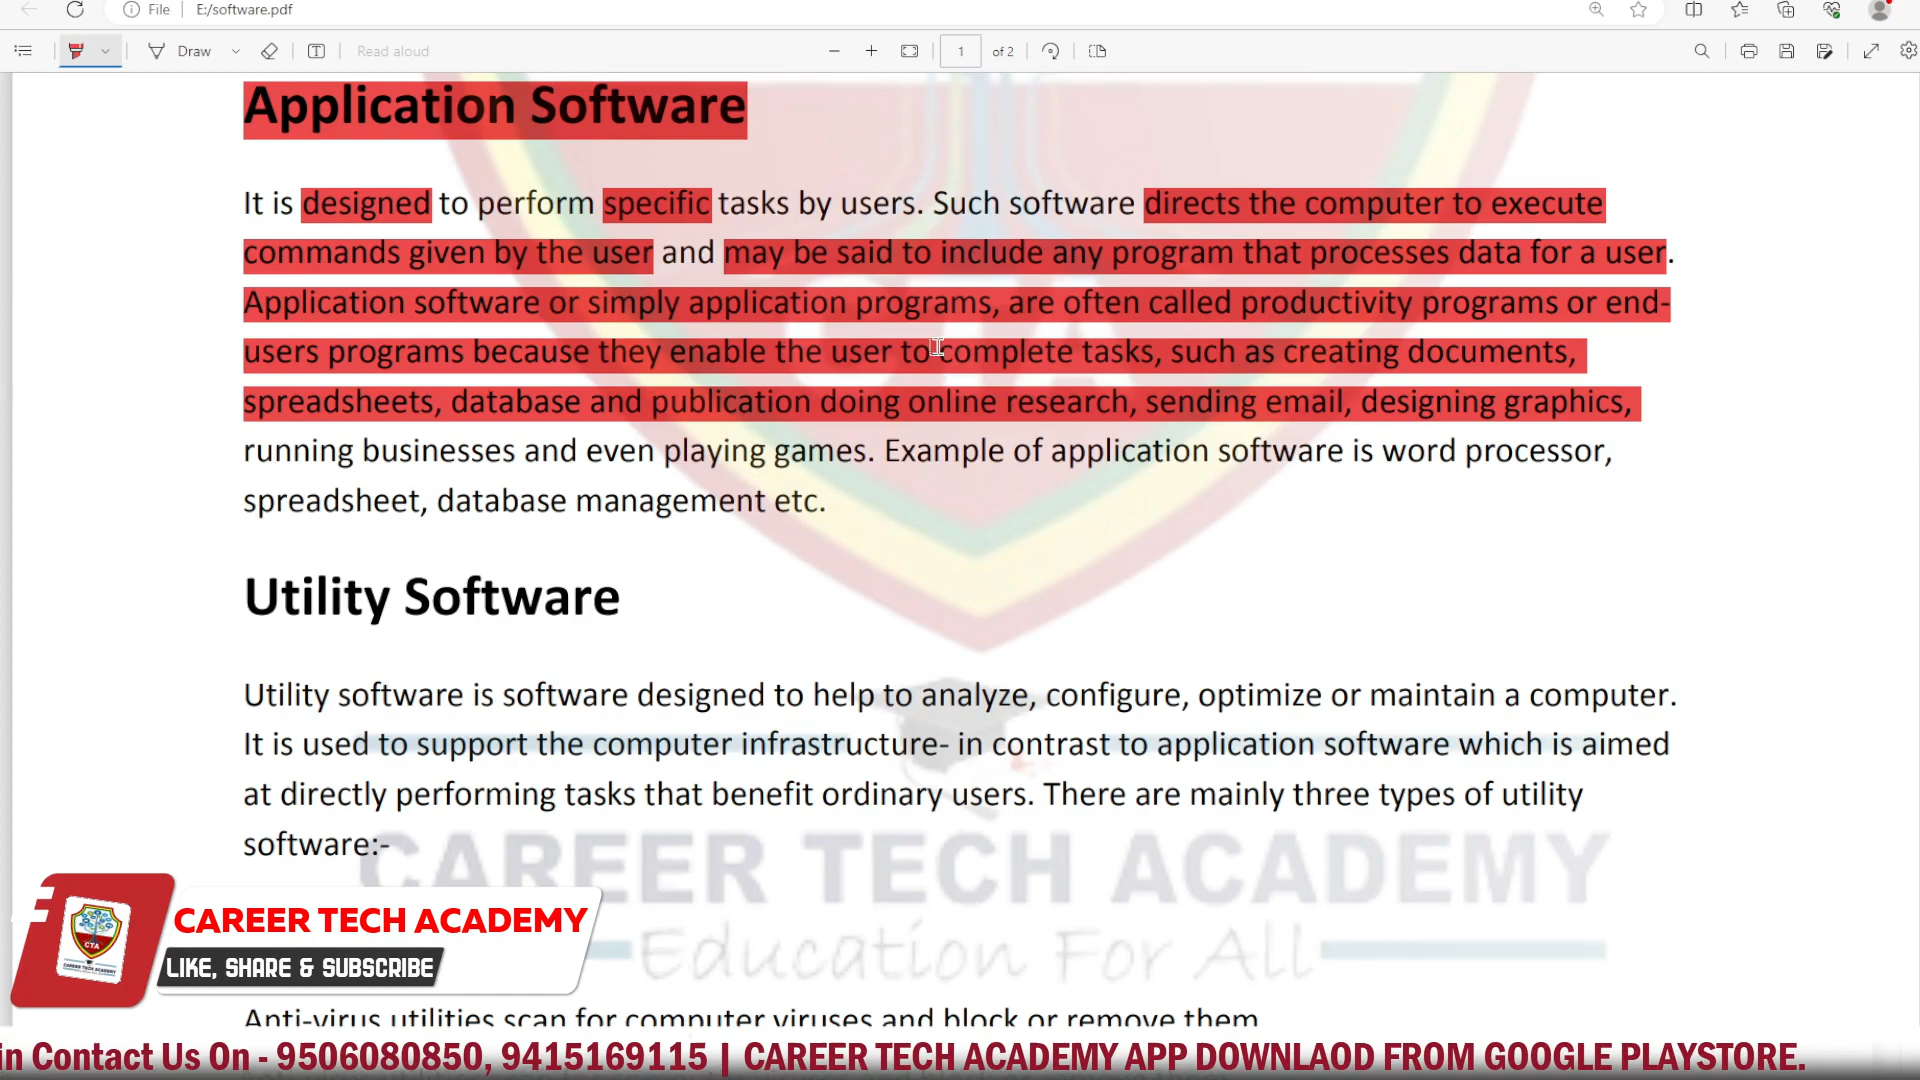 File E:/software.pdf
Draw Read aloud 1 of 2
Application Software
It is designed to perform specific tasks by users. Such software directs the computer to execute
commands given by the user and may be said to include any program that processes data for a user.
Application software or simply application programs, are often called productivity programs or end-
users programs because they enable the user to complete tasks, such as creating documents,
spreadsheets, database and publication doing online research, sending email, designing graphics,
running businesses and even playing games. Example of application software is word processor,
spreadsheet, database management etc.
CTA
Utility Software
Utility software is software designed to help to analyze, configure, optimize or maintain a computer.
It is used to support the computer infrastructure- in contrast to application software which is aimed
at directly performing tasks that benefit ordinary users. There are mainly three types of utility
software:-
CAREER TECH ACADEMY
Education For All
CTA
CAREER TECH ACADEMY
LIKE, SHARE & SUBSCRIBE
Anti-virus utilities scan for computer viruses and block or remove them
in Contact Us On - 9506080850, 9415169115 | CAREER TECH ACADEMY APP DOWNLAOD FROM GOOGLE PLAYSTORE.